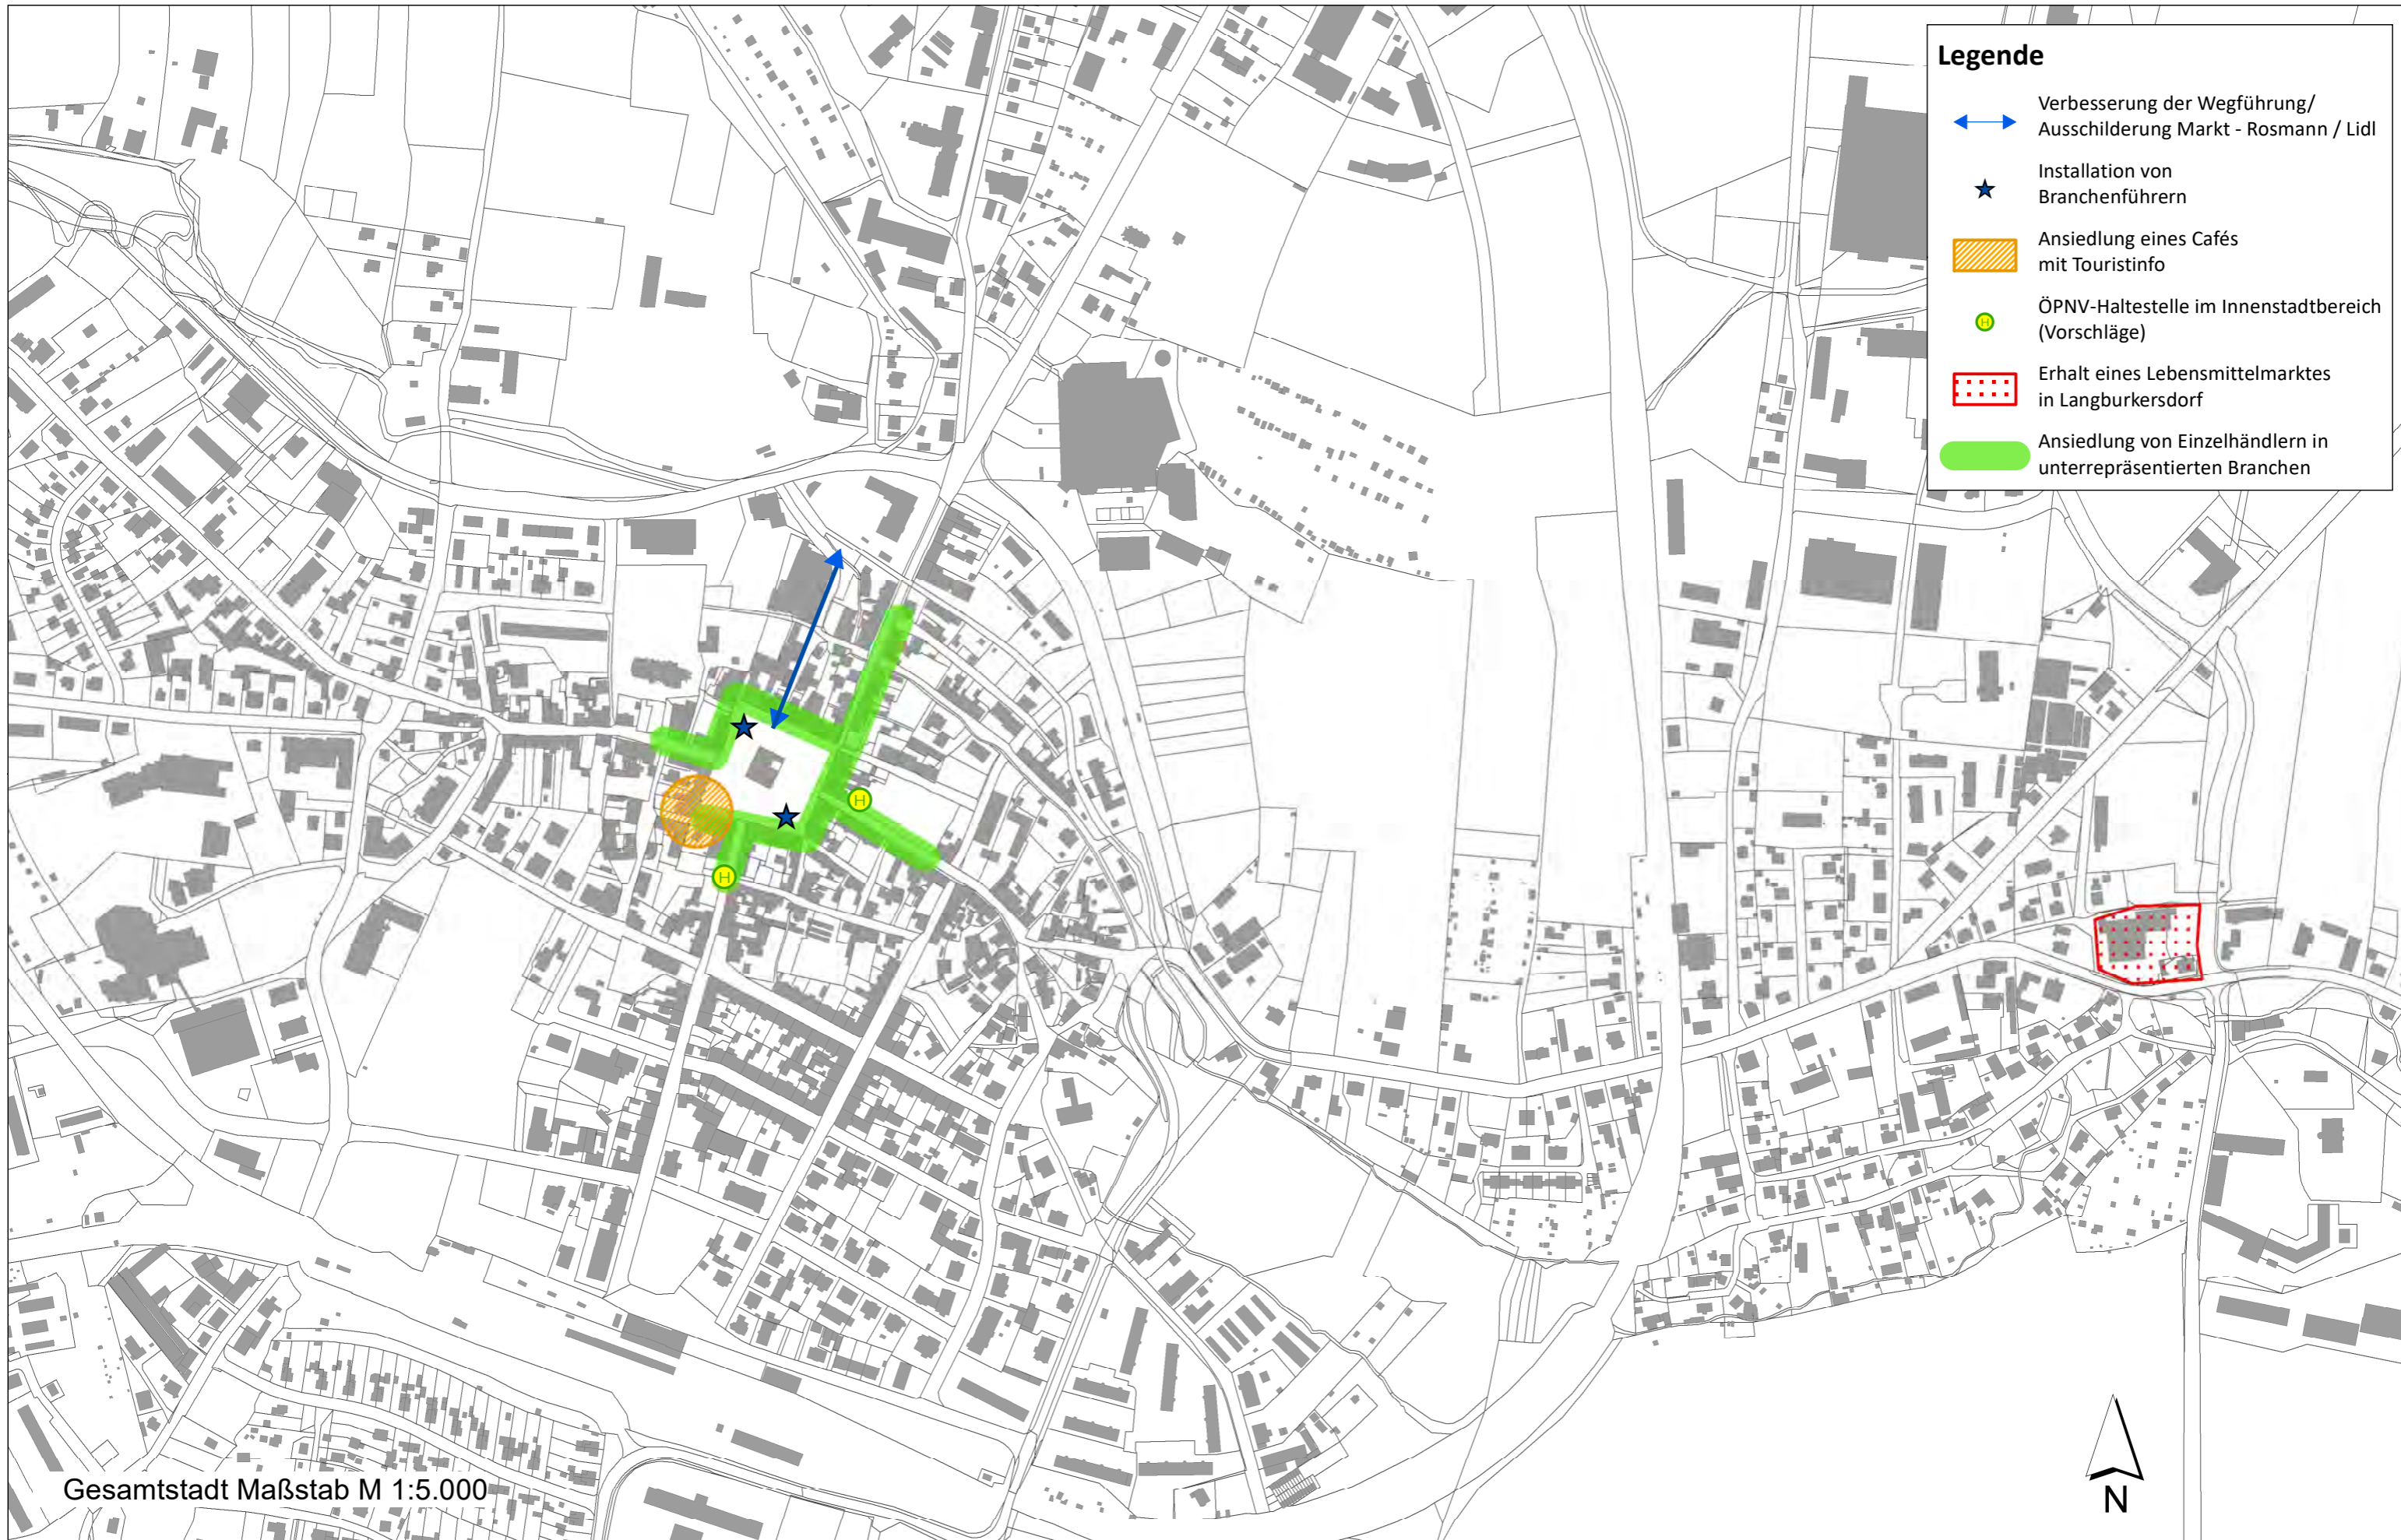 Legende
Verbesserung der Wegführung/
Ausschilderung Markt - Rosmann / Lidl
Installation von
Branchenführern
Ansiedlung eines Cafés
mit Touristinfo
H
ÖPNV-Haltestelle im Innenstadtbereich
(Vorschläge)
Erhalt eines Lebensmittelmarktes
in Langburkersdorf
Ansiedlung von Einzelhändlern in
unterrepräsentierten Branchen
H
H
Gesamtstadt Maßstab M 1:5.000
N